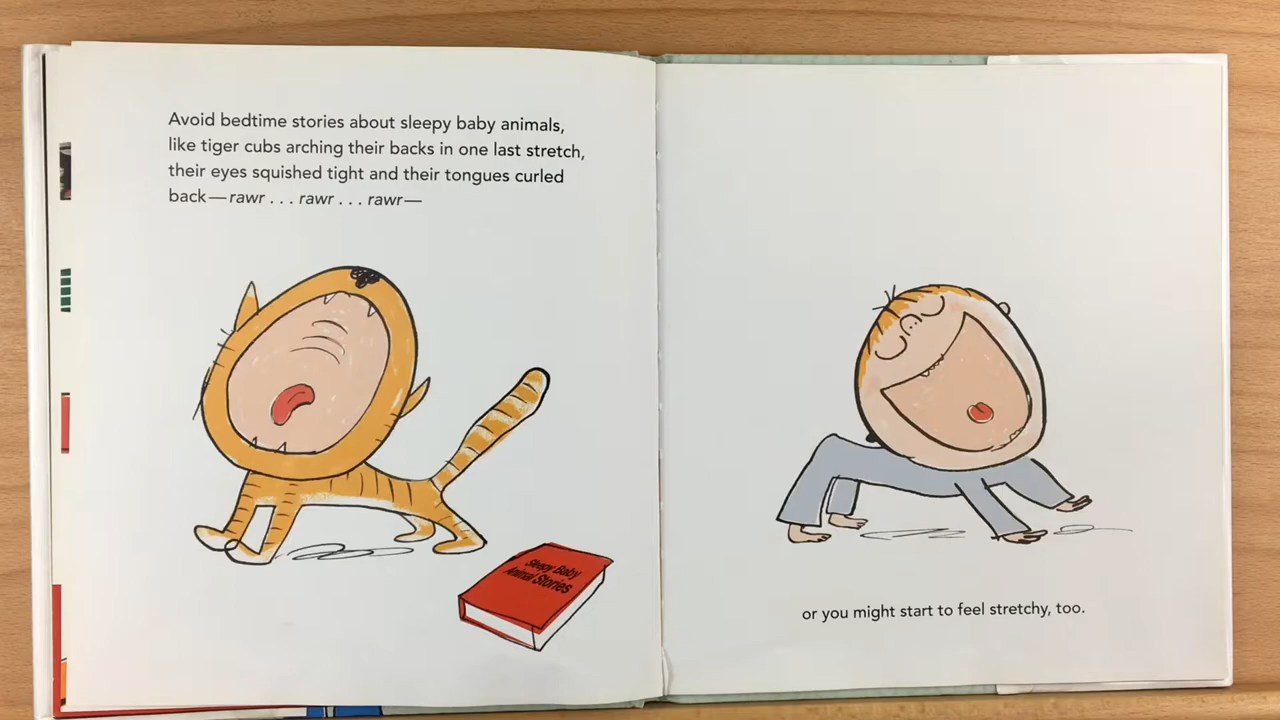 Avoid bedtime stories about sleepy baby animals,
like tiger cubs arching their backs in one last stretch,
their eyes squished tight and their tongues curled
back—rawr . . . rawr . . . rawr—
Sleepy Baby
Animal Stories
or you might start to feel stretchy, too.